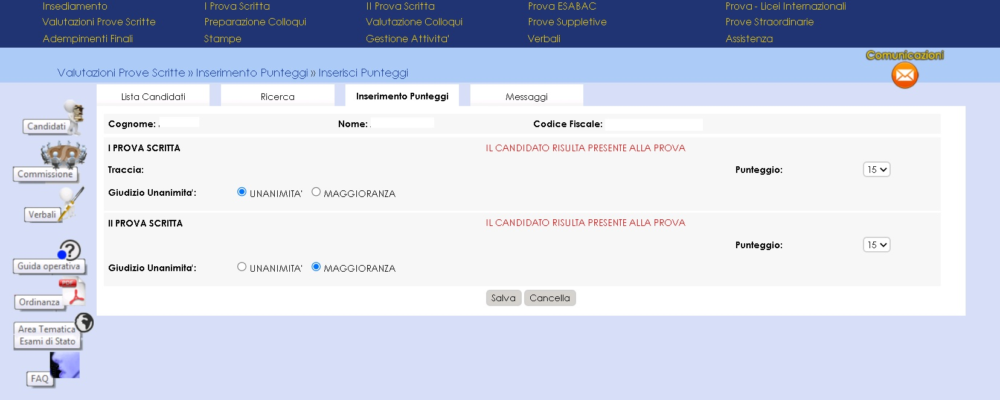 Insediamento I Prova Scritta II Prova Scritta Prova ESABAC Prova - Licei Internazionali
Valutazioni Prove Scritte Preparazione Colloqui Valutazione Colloqui Prove Suppletive Prove Straordinarie
Adempimenti Finali Stampe Gestione Attivita' Verbali Assistenza
Comunicazioni
Valutazioni Prove Scritte » Inserimento Punteggi » Inserisci Punteggi
Lista Candidati Ricerca Inserimento Punteggi Messaggi
Cognome: Nome: Codice Fiscale:
I PROVA SCRITTA IL CANDIDATO RISULTA PRESENTE ALLA PROVA
Traccia: Punteggio: 15
Giudizio Unanimita': UNANIMITA' MAGGIORANZA
II PROVA SCRITTA IL CANDIDATO RISULTA PRESENTE ALLA PROVA
Punteggio: 15
Giudizio Unanimita': UNANIMITA' MAGGIORANZA
Salva Cancella
Candidati
Commissione
Verbali
?
Guida operativa
PDF
Ordinanza
Area Tematica
Esami di Stato
FAQ